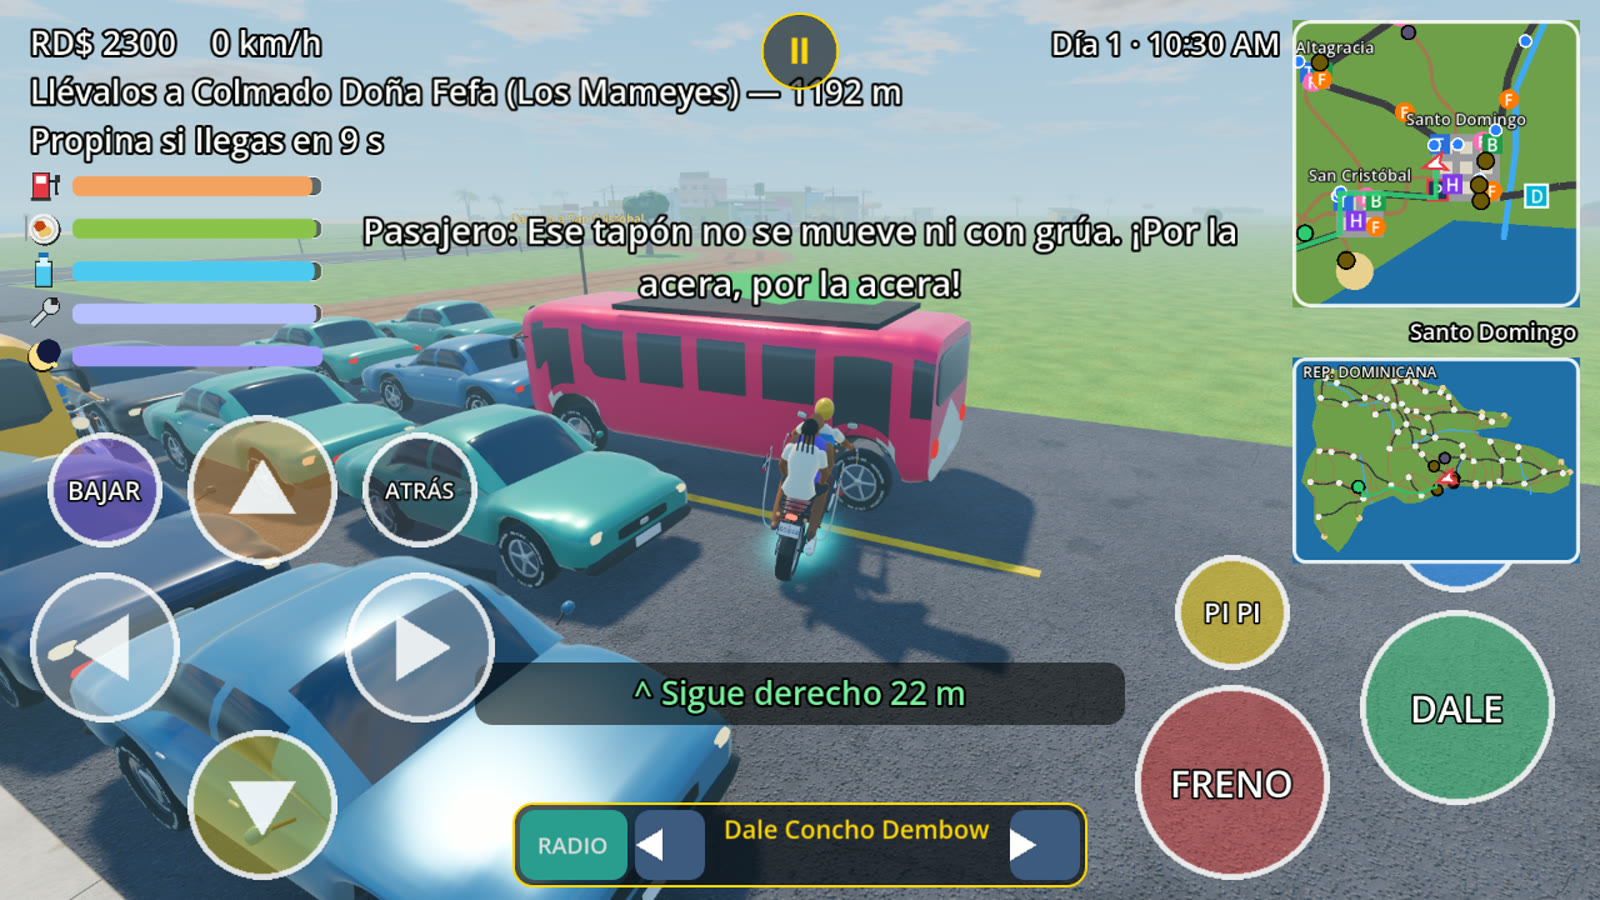 RD$ 2300 0 km/h
Día 1 · 10:30 AM
Llévalos a Colmado Doña Fefa (Los Mameyes) — 1192 m
Propina si llegas en 9 s
Altagracia
F
F
F
Santo Domingo
B
San Cristóbal
H
F
D
B
H
F
Pasajero: Ese tapón no se mueve ni con grúa. ¡Por la
acera, por la acera!
Santo Domingo
REP. DOMINICANA
BAJAR
ATRÁS
PI PI
^ Sigue derecho 22 m
DALE
FRENO
RADIO
Dale Concho Dembow